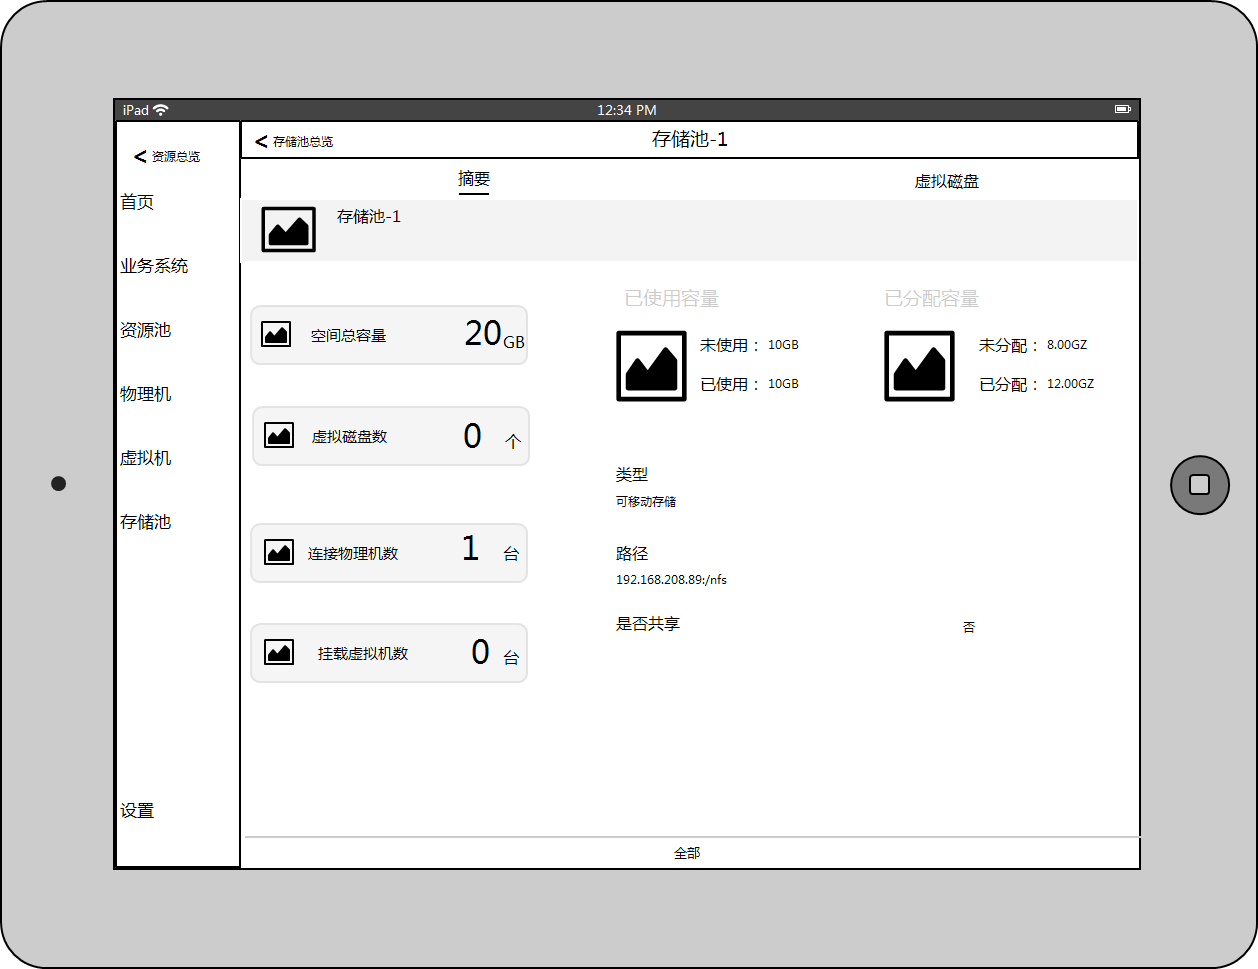 iPad 12:34 PM
< 资源总览
首页
业务系统
资源池
物理机
虚拟机
存储池
设置
< 存储池总览
存储池-1
摘要
虚拟磁盘
存储池-1
空间总容量 20GB
虚拟磁盘数 0 个
连接物理机数 1 台
挂载虚拟机数 0 台
已使用容量
未使用： 10GB
已使用： 10GB
已分配容量
未分配： 8.00GZ
已分配： 12.00GZ
类型
可移动存储
路径
192.168.208.89:/nfs
是否共享 否
全部